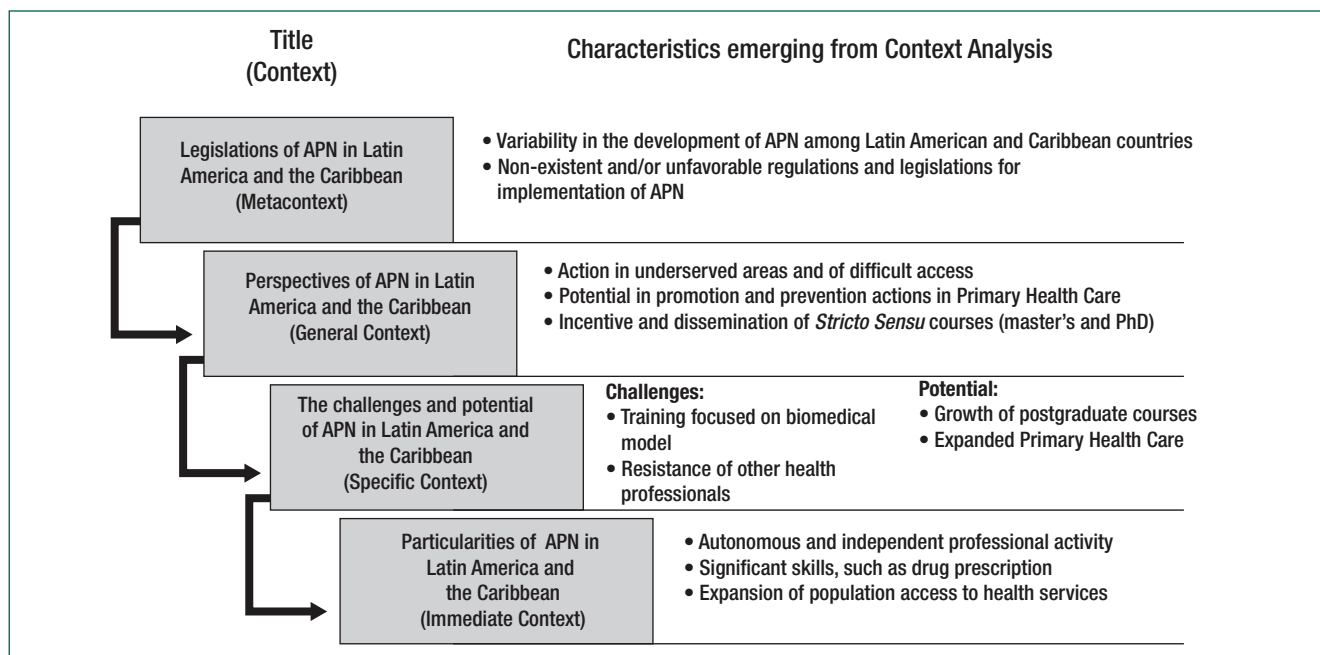 Title
(Context)
Characteristics emerging from Context Analysis
Legislations of APN in Latin
America and the Caribbean
(Metacontext)
• Variability in the development of APN among Latin American and Caribbean countries
• Non-existent and/or unfavorable regulations and legislations for
implementation of APN
Perspectives of APN in Latin
America and the Caribbean
(General Context)
• Action in underserved areas and of difficult access
• Potential in promotion and prevention actions in Primary Health Care
• Incentive and dissemination of Stricto Sensu courses (master's and PhD)
The challenges and potential
of APN in Latin America and
the Caribbean
(Specific Context)
Challenges:
• Training focused on biomedical
model
• Resistance of other health
professionals
Potential:
• Growth of postgraduate courses
• Expanded Primary Health Care
Particularities of APN in
Latin America and
the Caribbean
(Immediate Context)
• Autonomous and independent professional activity
• Significant skills, such as drug prescription
• Expansion of population access to health services